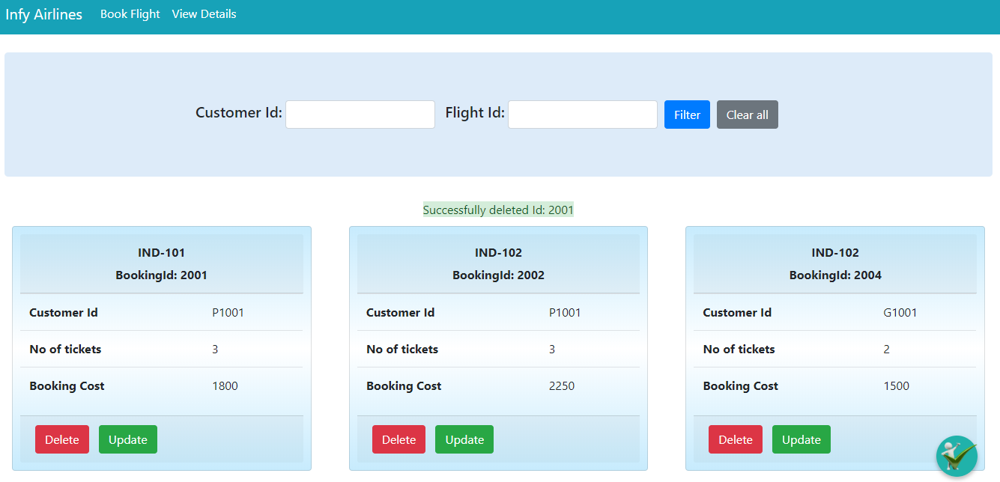 Infy Airlines Book Flight View Details
Customer Id: Flight Id: Filter Clear all
Successfully deleted Id: 2001
IND-101
BookingId: 2001
Customer Id P1001
No of tickets 3
Booking Cost 1800
Delete Update
IND-102
BookingId: 2002
Customer Id P1001
No of tickets 3
Booking Cost 2250
Delete Update
IND-102
BookingId: 2004
Customer Id G1001
No of tickets 2
Booking Cost 1500
Delete Update